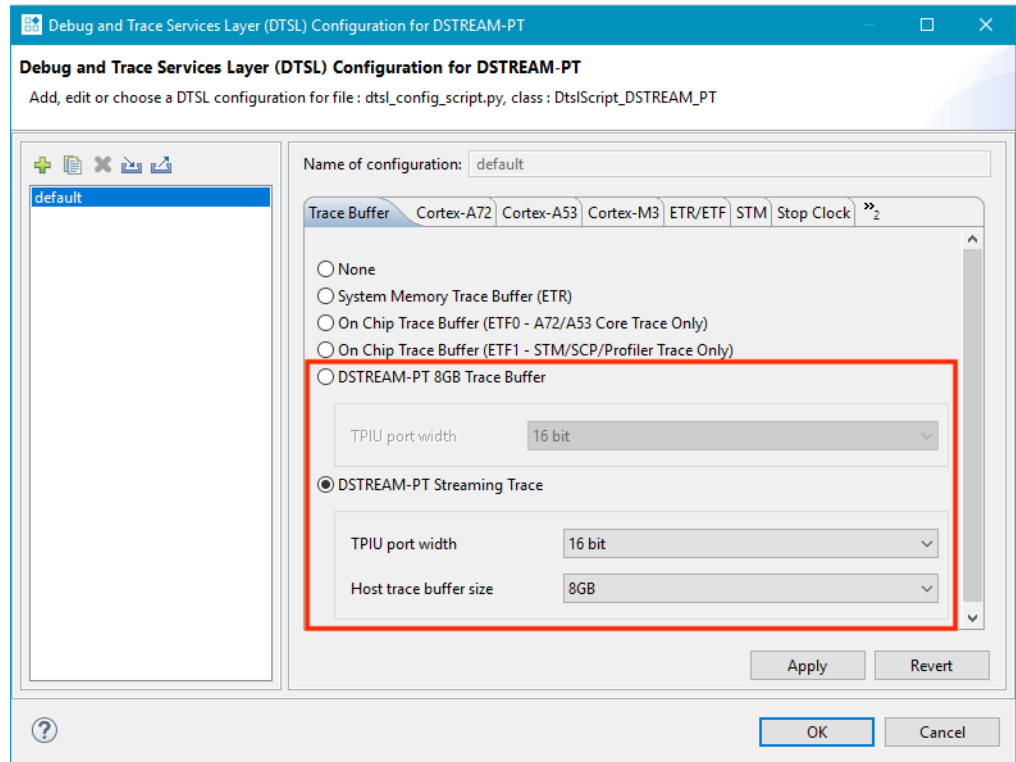 Debug and Trace Services Layer (DTSL) Configuration for DSTREAM-PT
Debug and Trace Services Layer (DTSL) Configuration for DSTREAM-PT
Add, edit or choose a DTSL configuration for file : dtsl_config_script.py, class : DtslScript_DSTREAM_PT
default
Name of configuration: default
Trace Buffer Cortex-A72 Cortex-A53 Cortex-M3 ETR/ETF STM Stop Clock »2
None
System Memory Trace Buffer (ETR)
On Chip Trace Buffer (ETF0 - A72/A53 Core Trace Only)
On Chip Trace Buffer (ETF1 - STM/SCP/Profiler Trace Only)
DSTREAM-PT 8GB Trace Buffer
TPIU port width 16 bit
DSTREAM-PT Streaming Trace
TPIU port width 16 bit
Host trace buffer size 8GB
Apply Revert
? OK Cancel